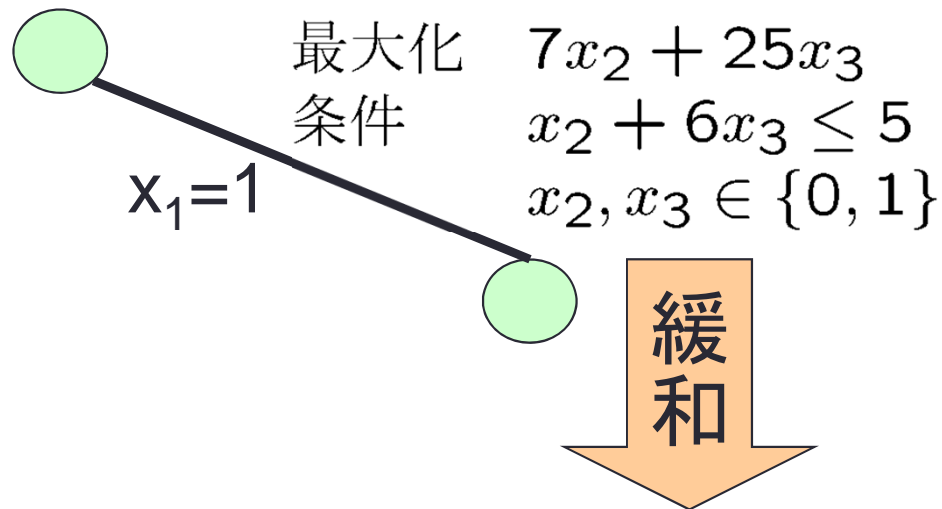 最大化 7x₂ + 25x₃
条件 x₂ + 6x₃ ≤ 5
x₂, x₃ ∈ {0, 1}
x₁=1
緩和